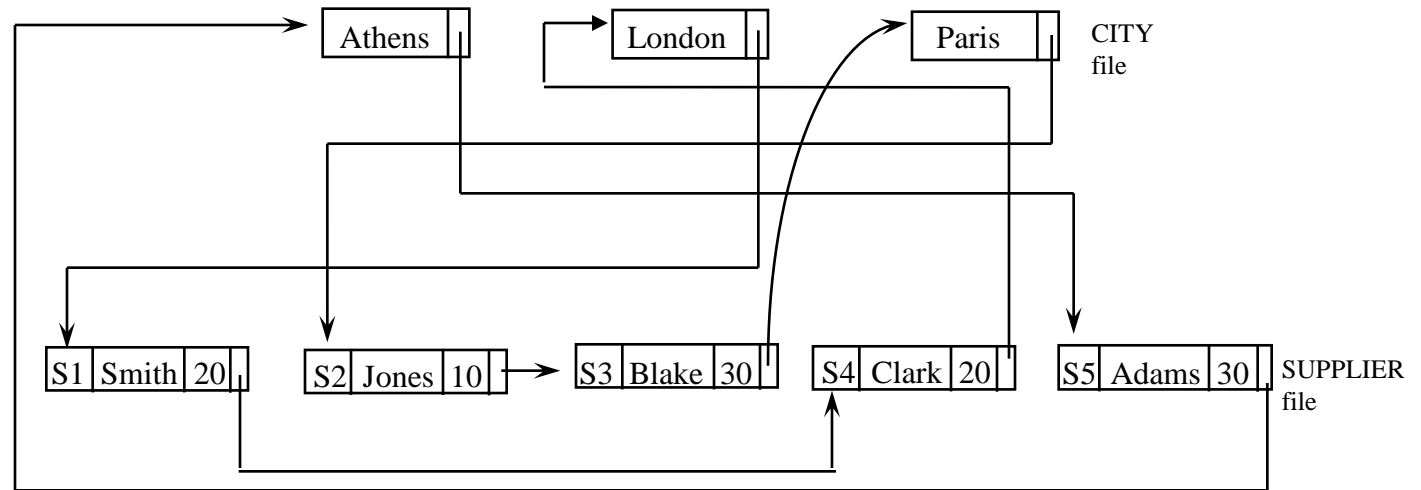 Athens
London
Paris
CITY
file
S1 Smith 20
S2 Jones 10
S3 Blake 30
S4 Clark 20
S5 Adams 30
SUPPLIER
file